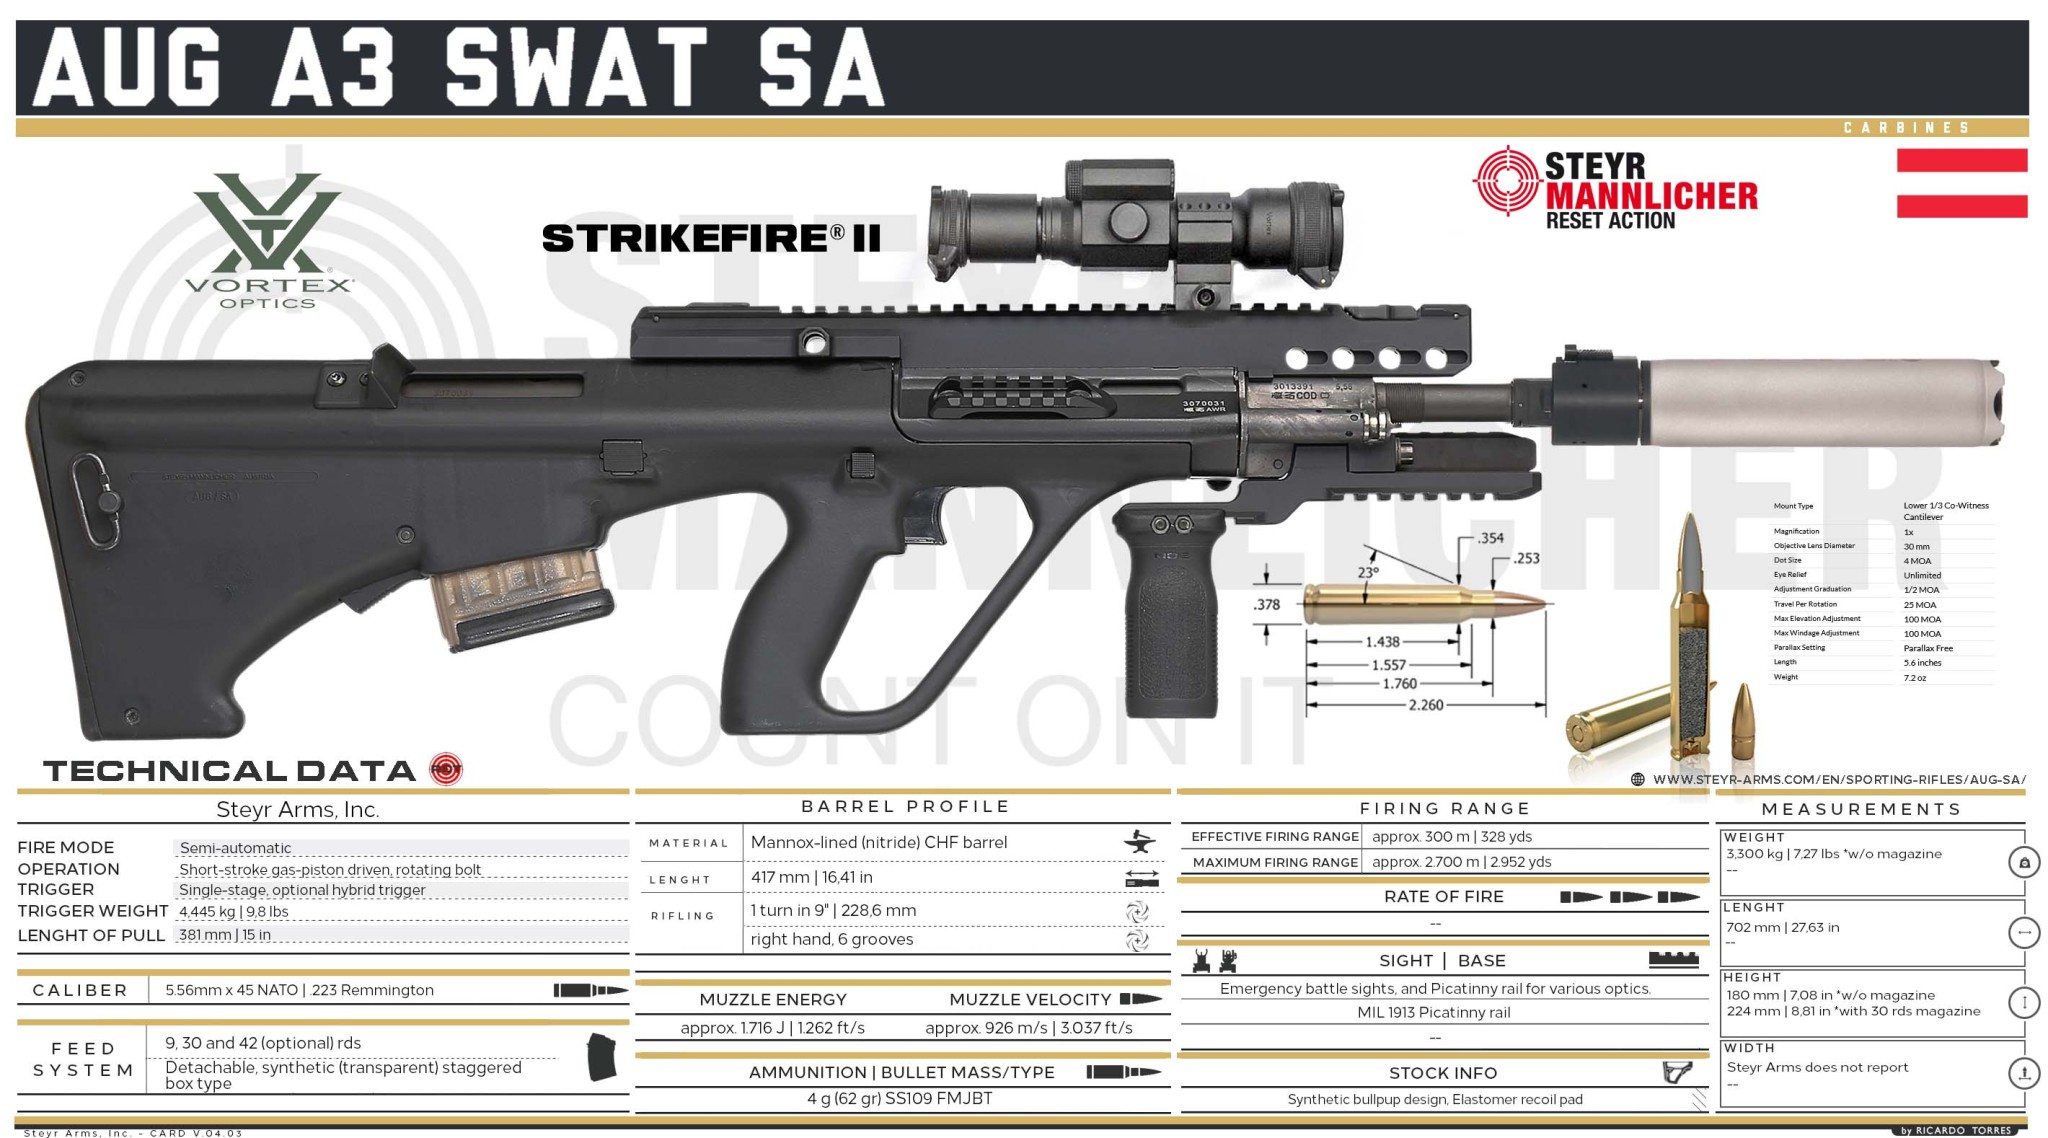 AUG A3 SWAT SA
CARBINES
VORTEX®
OPTICS
STRIKEFIRE® II
STEYR
MANNLICHER
RESET ACTION
STEYR
MANNLICHER
COUNT ON IT
3013391 5,56
COD
3070031
AWR
AUG / SA
Mount Type Lower 1/3 Co-Witness
Cantilever
Magnification 1x
Objective Lens Diameter 30 mm
Dot Size 4 MOA
Eye Relief Unlimited
Adjustment Graduation 1/2 MOA
Travel Per Rotation 25 MOA
Max Elevation Adjustment 100 MOA
Max Windage Adjustment 100 MOA
Parallax Setting Parallax Free
Length 5.6 inches
Weight 7.2 oz
.354
.253
23°
.378
1.438
1.557
1.760
2.260
TECHNICAL DATA
WWW.STEYR-ARMS.COM/EN/SPORTING-RIFLES/AUG-SA/
Steyr Arms, Inc.
FIRE MODE Semi-automatic
OPERATION Short-stroke gas-piston driven, rotating bolt
TRIGGER Single-stage, optional hybrid trigger
TRIGGER WEIGHT 4,445 kg | 9,8 lbs
LENGHT OF PULL 381 mm | 15 in
CALIBER 5.56mm x 45 NATO | .223 Remmington
FEED SYSTEM 9, 30 and 42 (optional) rds
Detachable, synthetic (transparent) staggered
box type
BARREL PROFILE
MATERIAL Mannox-lined (nitride) CHF barrel
LENGHT 417 mm | 16,41 in
RIFLING 1 turn in 9" | 228,6 mm
right hand, 6 grooves
MUZZLE ENERGY MUZZLE VELOCITY
approx. 1.716 J | 1.262 ft/s approx. 926 m/s | 3.037 ft/s
AMMUNITION | BULLET MASS/TYPE
4 g (62 gr) SS109 FMJBT
FIRING RANGE
EFFECTIVE FIRING RANGE approx. 300 m | 328 yds
MAXIMUM FIRING RANGE approx. 2.700 m | 2.952 yds
RATE OF FIRE
--
SIGHT | BASE
Emergency battle sights, and Picatinny rail for various optics.
MIL 1913 Picatinny rail
--
STOCK INFO
Synthetic bullpup design, Elastomer recoil pad
MEASUREMENTS
WEIGHT
3,300 kg | 7,27 lbs *w/o magazine
--
LENGHT
702 mm | 27,63 in
--
HEIGHT
180 mm | 7,08 in *w/o magazine
224 mm | 8,81 in *with 30 rds magazine
WIDTH
Steyr Arms does not report
--
Steyr Arms, Inc. - CARD V.04.03
by RICARDO TORRES